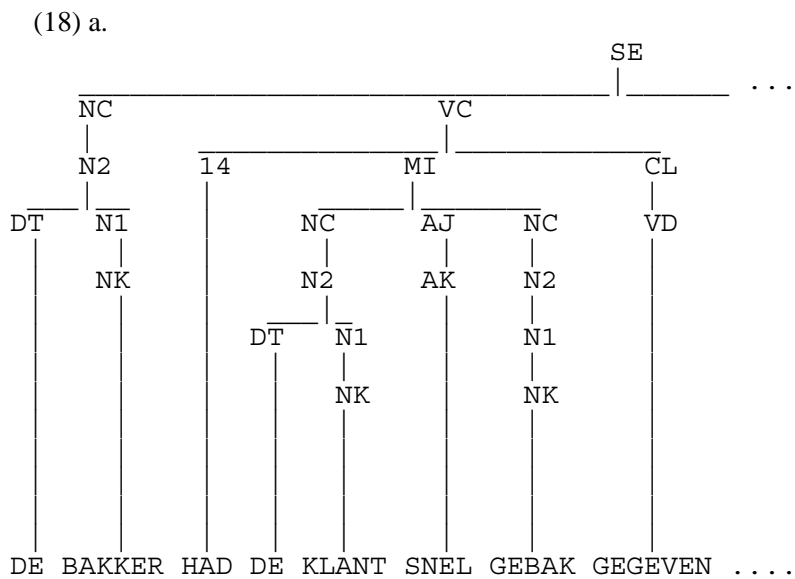 (18) a.
SE
...
NC VC
N2 14 MI CL
DT N1 NC AJ NC VD
NK N2 AK N2
DT N1 N1
NK NK
DE BAKKER HAD DE KLANT SNEL GEBAK GEGEVEN ....